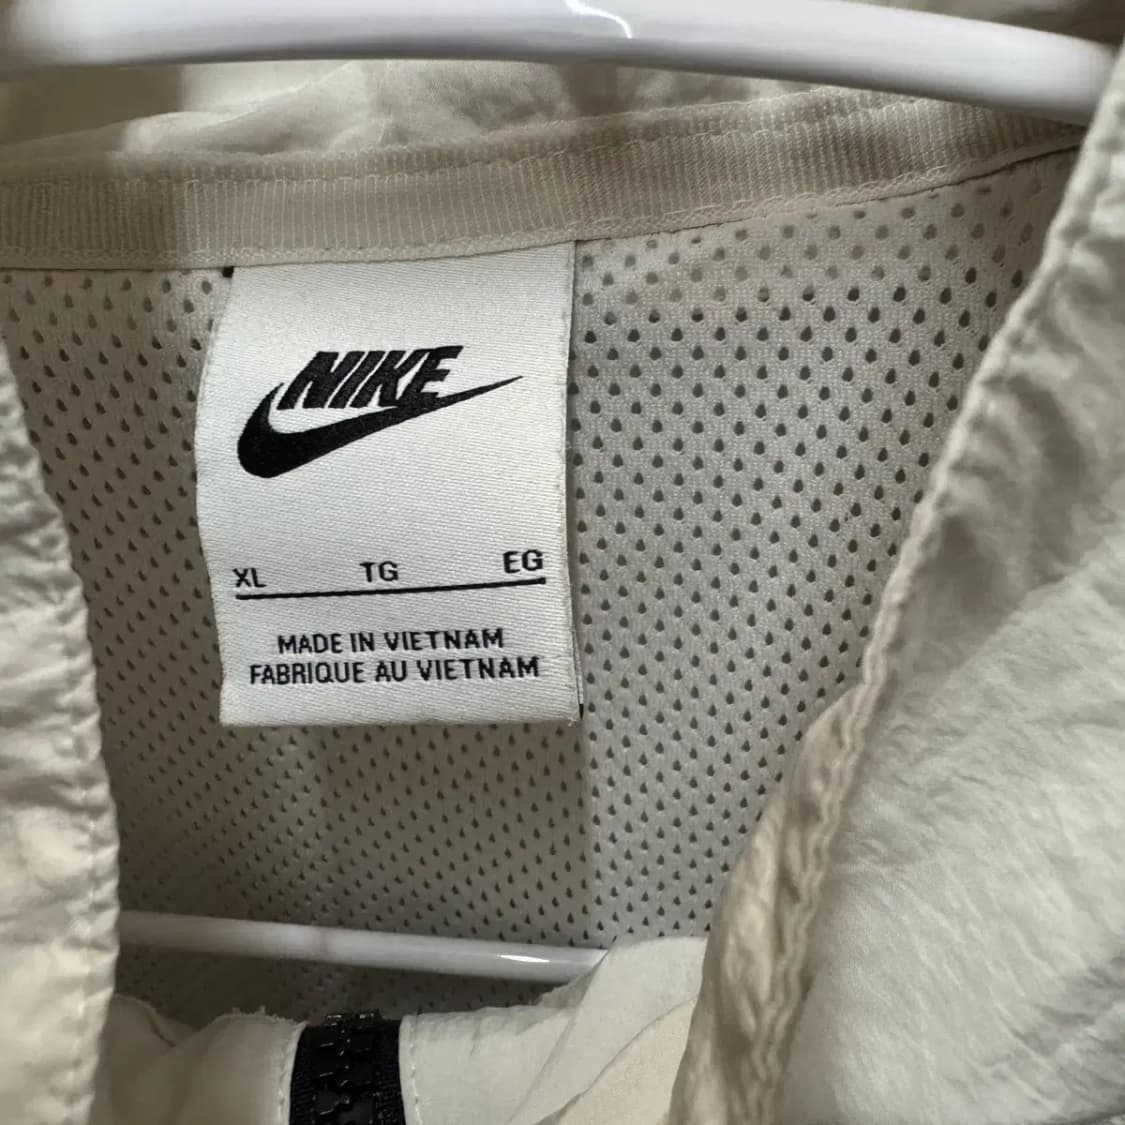 NIKE
XL TG EG
MADE IN VIETNAM
FABRIQUE AU VIETNAM